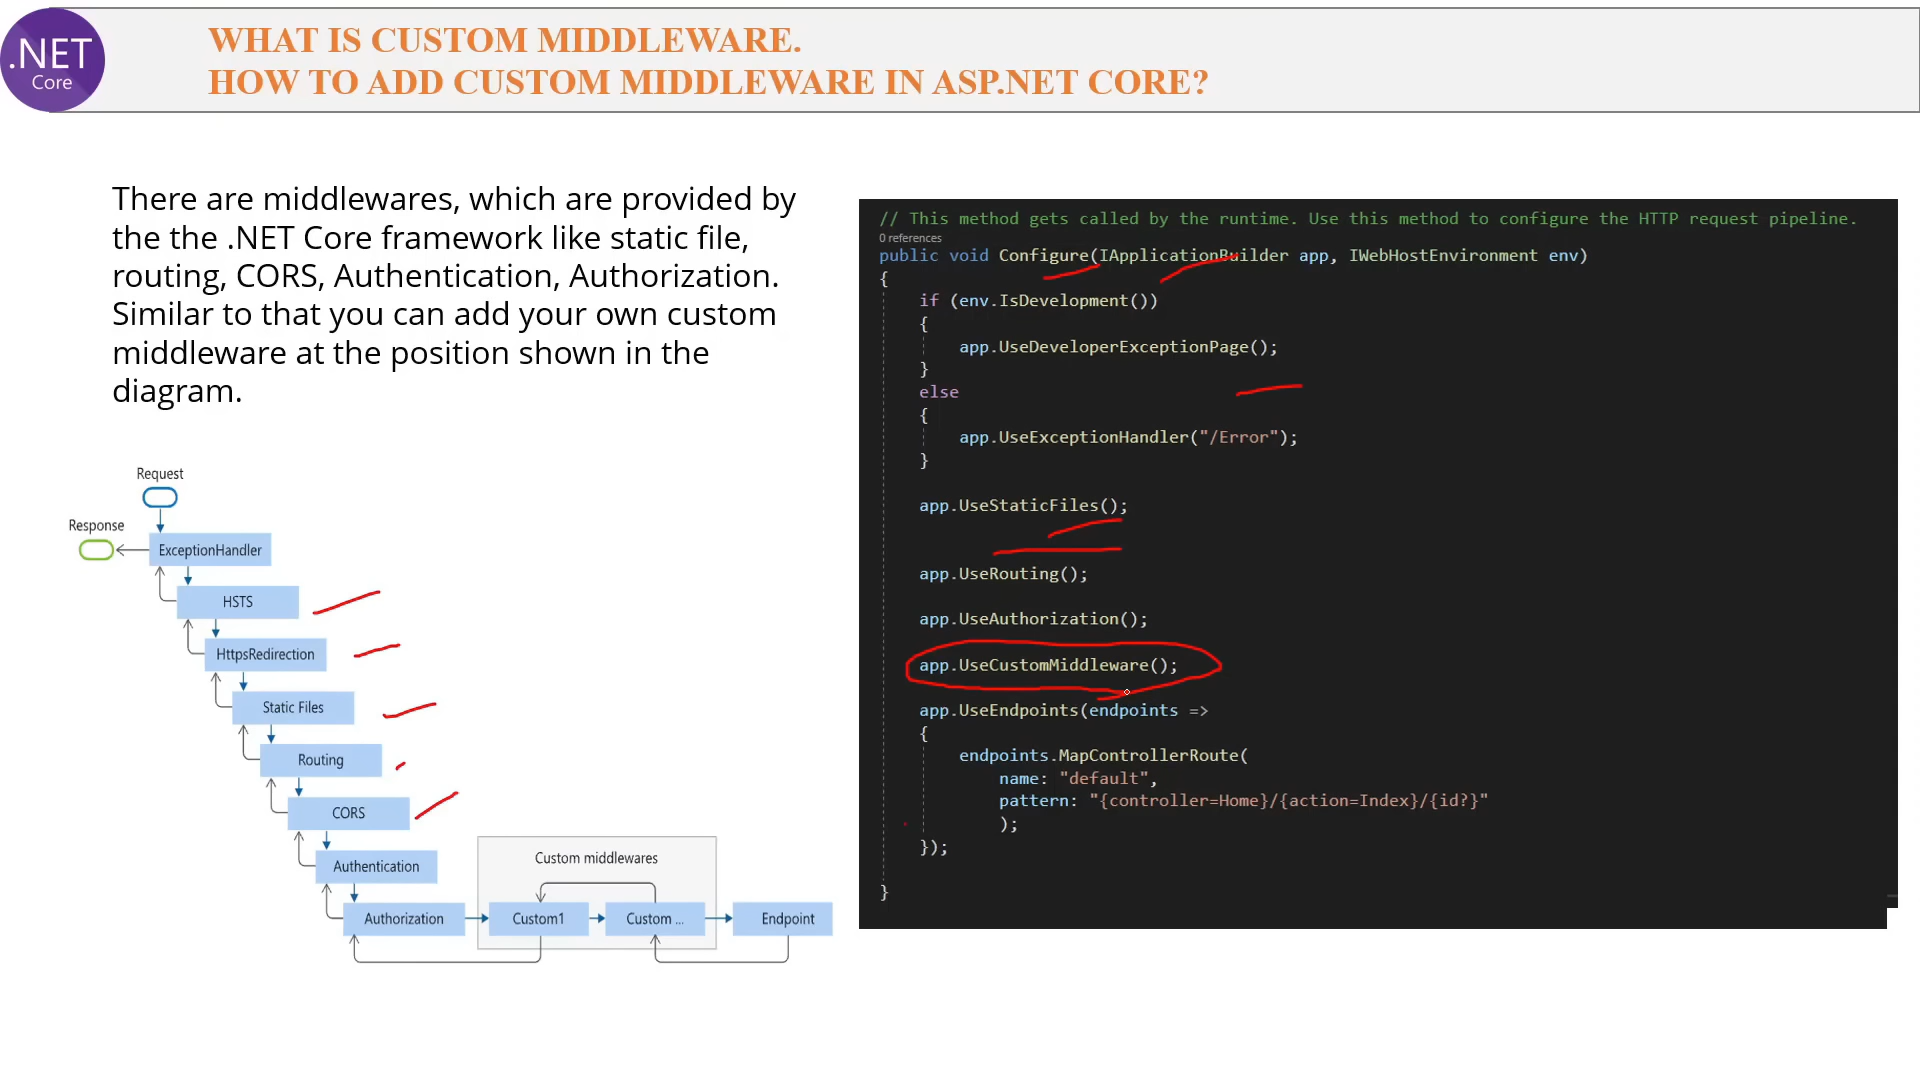 .NET
Core
WHAT IS CUSTOM MIDDLEWARE.
HOW TO ADD CUSTOM MIDDLEWARE IN ASP.NET CORE?
There are middlewares, which are provided by
the the .NET Core framework like static file,
routing, CORS, Authentication, Authorization.
Similar to that you can add your own custom
middleware at the position shown in the
diagram.
Request
Response
ExceptionHandler
HSTS
HttpsRedirection
Static Files
Routing
CORS
Authentication
Custom middlewares
Authorization
Custom1
Custom ...
Endpoint
// This method gets called by the runtime. Use this method to configure the HTTP request pipeline.
0 references
public void Configure(IApplicationBuilder app, IWebHostEnvironment env)
{
if (env.IsDevelopment())
{
app.UseDeveloperExceptionPage();
}
else
{
app.UseExceptionHandler("/Error");
}
app.UseStaticFiles();
app.UseRouting();
app.UseAuthorization();
app.UseCustomMiddleware();
app.UseEndpoints(endpoints =>
{
endpoints.MapControllerRoute(
name: "default",
pattern: "{controller=Home}/{action=Index}/{id?}"
);
});
}